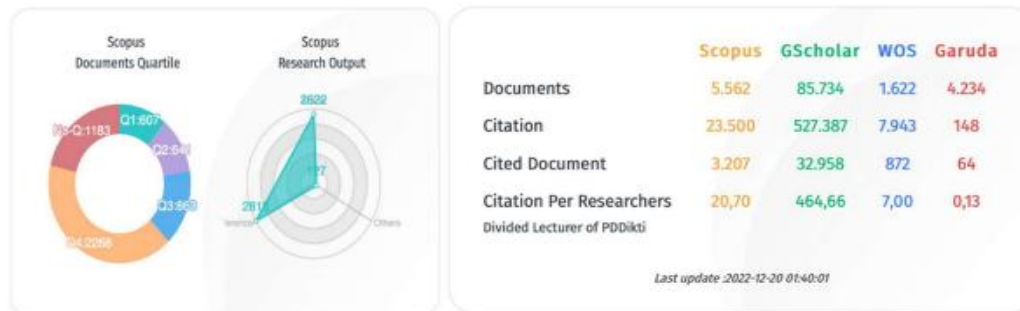 Scopus
Documents Quartile
Scopus
Research Output
No-Q:1183
Q1:607
Q4:2268
2622
Others
Scopus GScholar WOS Garuda
Documents 5.562 85.734 1.622 4.234
Citation 23.500 527.387 7.943 148
Cited Document 3.207 32.958 872 64
Citation Per Researchers 20,70 464,66 7,00 0,13
Divided Lecturer of PDDikti
Last update :2022-12-20 01:40:01